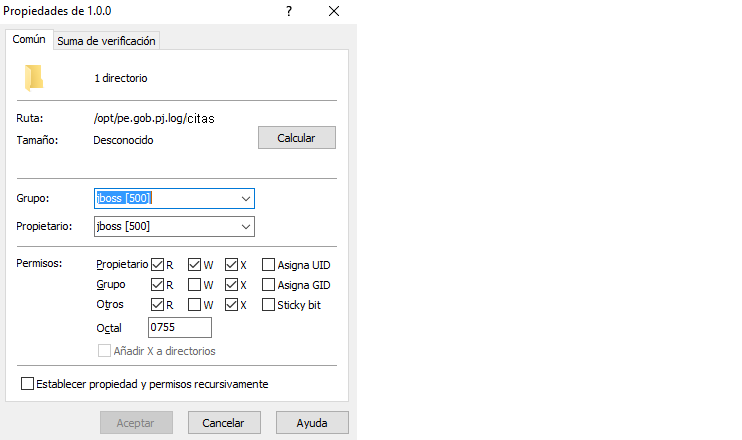 Propiedades de 1.0.0 ?
Común Suma de verificación
1 directorio
Ruta: /opt/pe.gob.pj.log/citas
Tamaño: Desconocido Calcular
Grupo: jboss [500]
Propietario: jboss [500]
Permisos: Propietario R W X Asigna UID
Grupo R W X Asigna GID
Otros R W X Sticky bit
Octal 0755
Añadir X a directorios
Establecer propiedad y permisos recursivamente
Aceptar Cancelar Ayuda